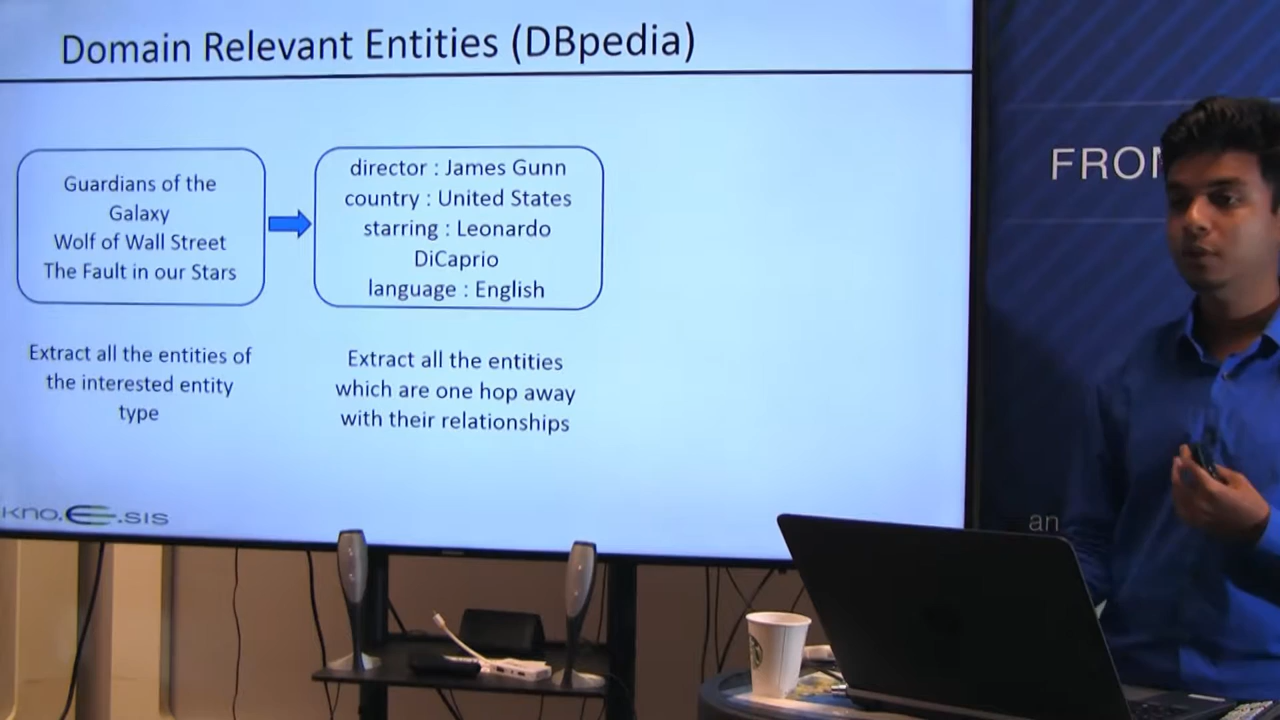 Domain Relevant Entities (DBpedia)
Guardians of the
Galaxy
Wolf of Wall Street
The Fault in our Stars
director : James Gunn
country : United States
starring : Leonardo
DiCaprio
language : English
Extract all the entities of
the interested entity
type
Extract all the entities
which are one hop away
with their relationships
kno.e.sis
FRON
an